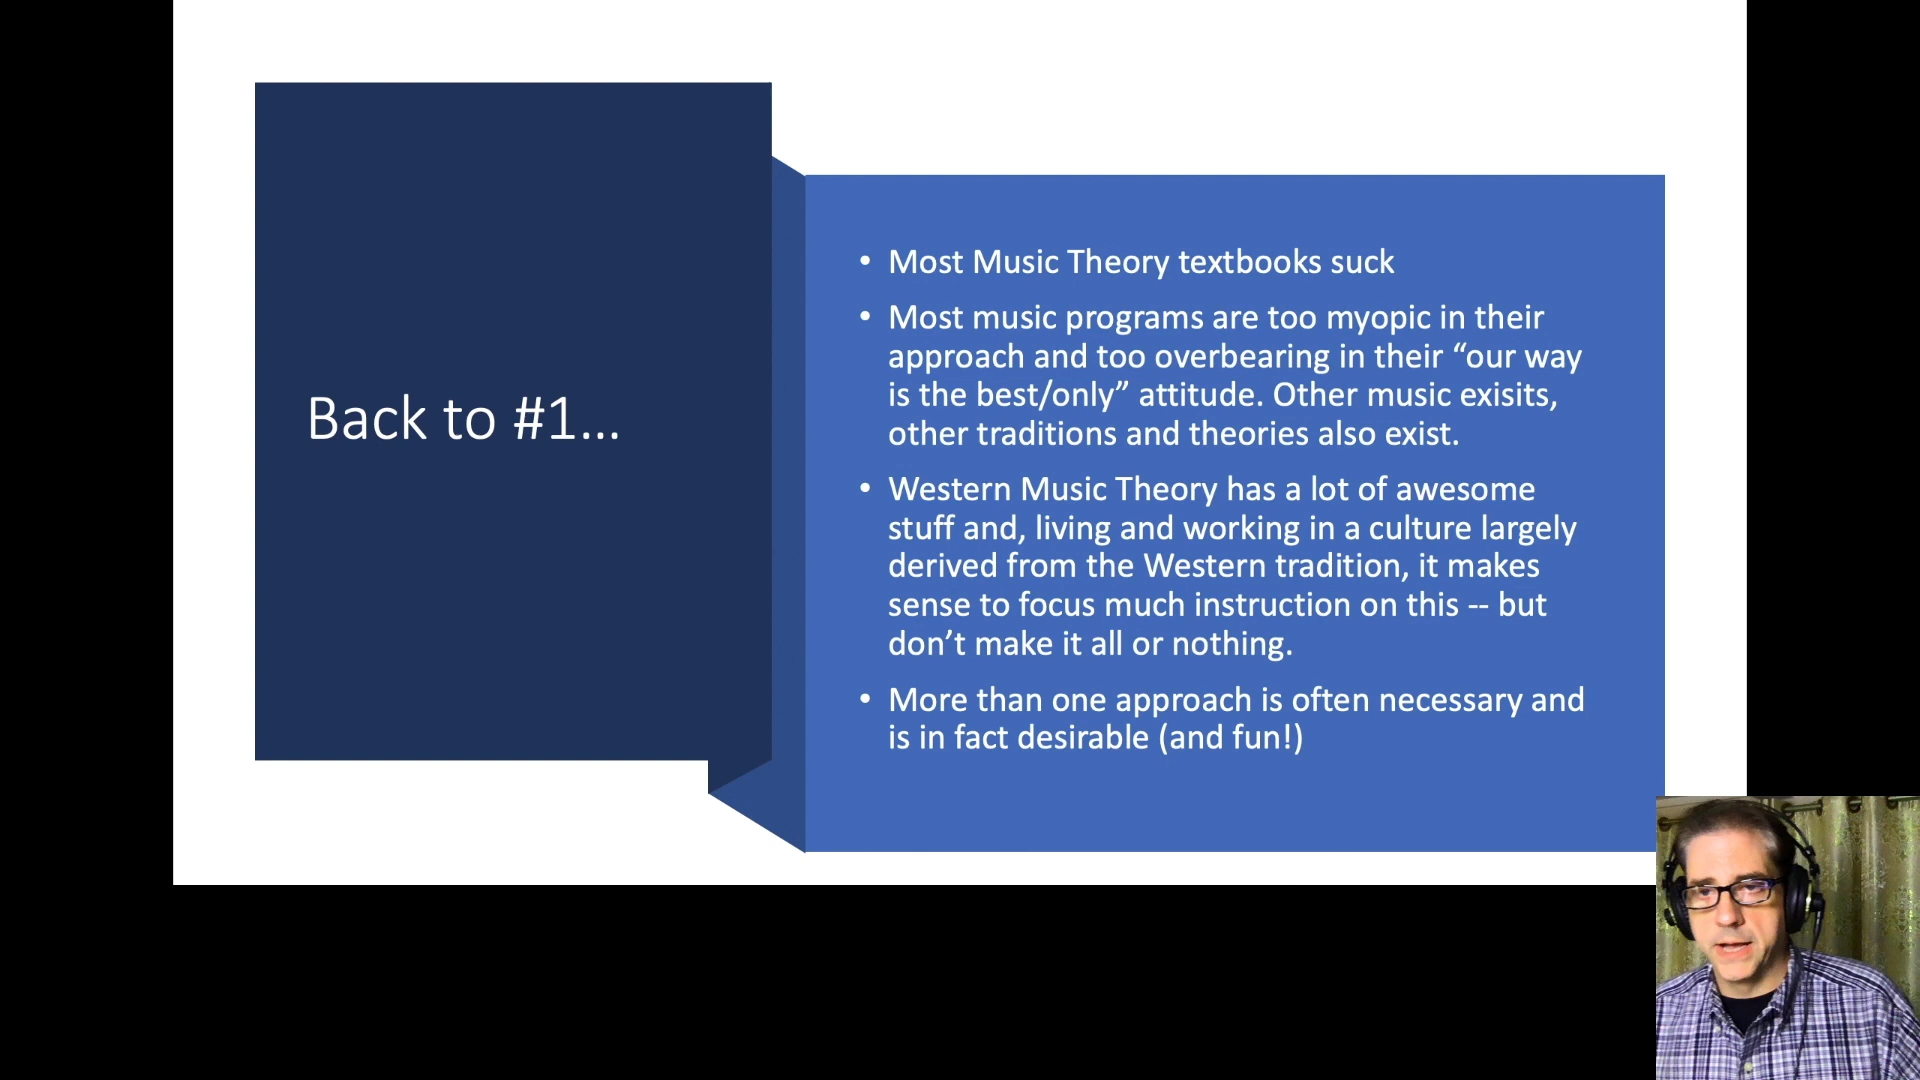 Back to #1...
• Most Music Theory textbooks suck
• Most music programs are too myopic in their
approach and too overbearing in their “our way
is the best/only” attitude. Other music exisits,
other traditions and theories also exist.
• Western Music Theory has a lot of awesome
stuff and, living and working in a culture largely
derived from the Western tradition, it makes
sense to focus much instruction on this -- but
don’t make it all or nothing.
• More than one approach is often necessary and
is in fact desirable (and fun!)